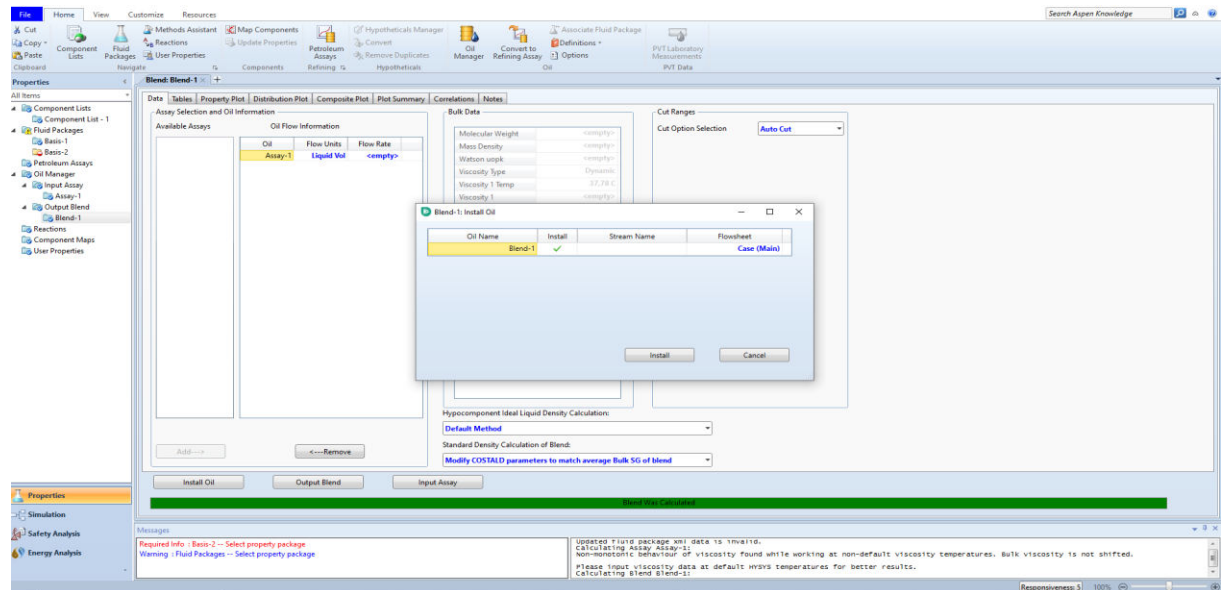 File Home View Customize Resources Search Aspen Knowledge
Cut
Copy
Paste
Clipboard
Component Lists
Fluid Packages
Navigate
Methods Assistant
Reactions
User Properties
Map Components
Update Properties
Components
Petroleum Assays
Refining
Hypotheticals Manager
Convert
Remove Duplicates
Hypotheticals
Oil Manager
Convert to Refining Assay
Associate Fluid Package
Definitions
Options
Oil
PVT Laboratory Measurements
PVT Data
Properties
All Items
Component Lists
Component List - 1
Fluid Packages
Basis-1
Basis-2
Petroleum Assays
Oil Manager
Input Assay
Assay-1
Output Blend
Blend-1
Reactions
Component Maps
User Properties
Properties
Simulation
Safety Analysis
Energy Analysis
Blend: Blend-1
Data Tables Property Plot Distribution Plot Composite Plot Plot Summary Correlations Notes
Assay Selection and Oil Information
Available Assays
Oil Flow Information
Oil Flow Units Flow Rate
Assay-1 Liquid Vol <empty>
Add--->
<---Remove
Bulk Data
Molecular Weight <empty>
Mass Density <empty>
Watson uopk <empty>
Viscosity Type Dynamic
Viscosity 1 Temp 37,78 C
Viscosity 1 <empty>
Cut Ranges
Cut Option Selection Auto Cut
Blend-1: Install Oil
Oil Name Install Stream Name Flowsheet
Blend-1 Case (Main)
Install Cancel
Hypocomponent Ideal Liquid Density Calculation:
Default Method
Standard Density Calculation of Blend:
Modify COSTALD parameters to match average Bulk SG of blend
Install Oil Output Blend Input Assay
Blend Was Calculated
Messages
Required Info : Basis-2 -- Select property package
Warning : Fluid Packages -- Select property package
Updated fluid package xml data is invalid.
Calculating Assay Assay-1:
Non-monotonic behaviour of viscosity found while working at non-default viscosity temperatures. Bulk viscosity is not shifted.
Please input viscosity data at default HYSYS temperatures for better results.
Calculating Blend Blend-1:
Responsiveness: 5 100%